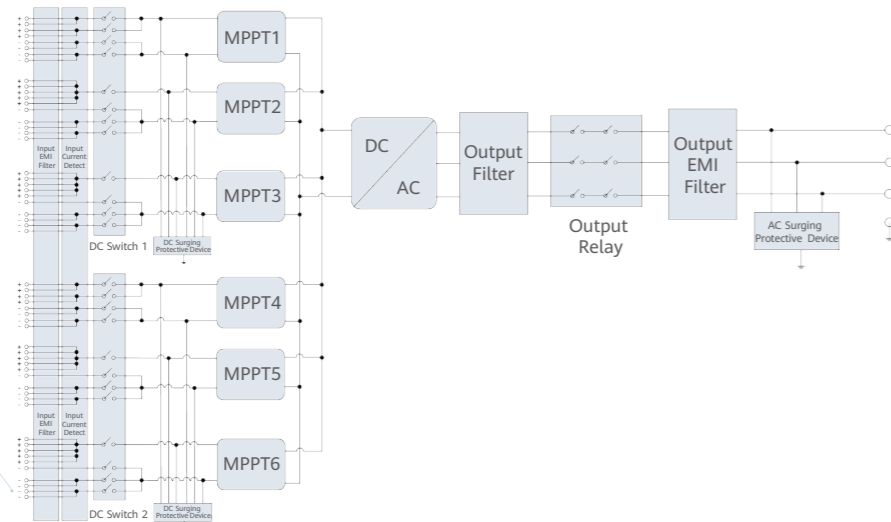 MPPT1
MPPT2
Input
EMI
Filter
Input
Current
Detect
MPPT3
DC Switch 1
DC Surging
Protective Device
DC
AC
Output
Filter
Output
Relay
Output
EMI
Filter
AC Surging
Protective Device
MPPT4
MPPT5
Input
EMI
Filter
Input
Current
Detect
MPPT6
DC Switch 2
DC Surging
Protective Device